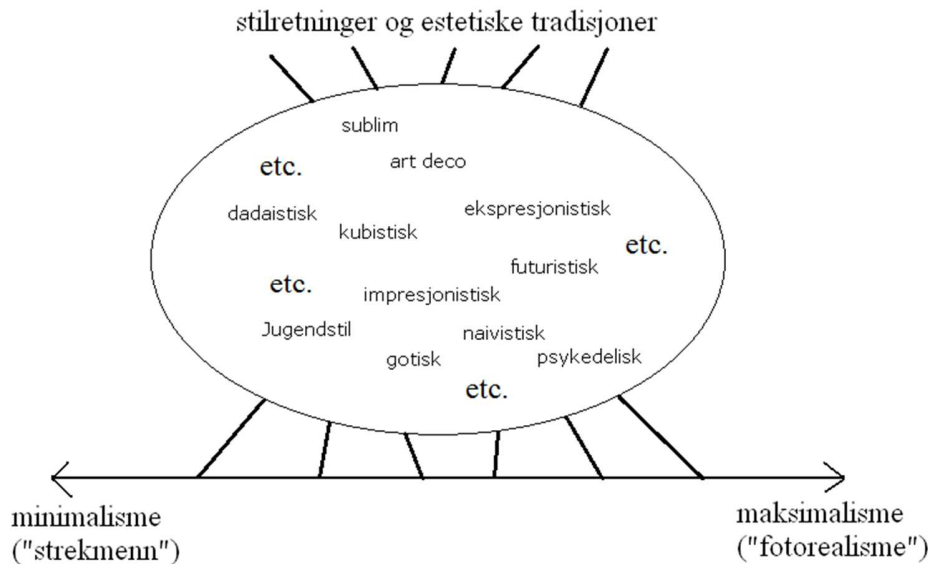 stilretninger og estetiske tradisjoner
sublim
etc.
art deco
dadaistisk
ekspresjonistisk
kubistisk
etc.
futuristisk
etc.
impresjonistisk
Jugendstil
naivistisk
gotisk
psykedelisk
etc.
minimalisme
("strekmenn")
maksimalisme
("fotorealisme")